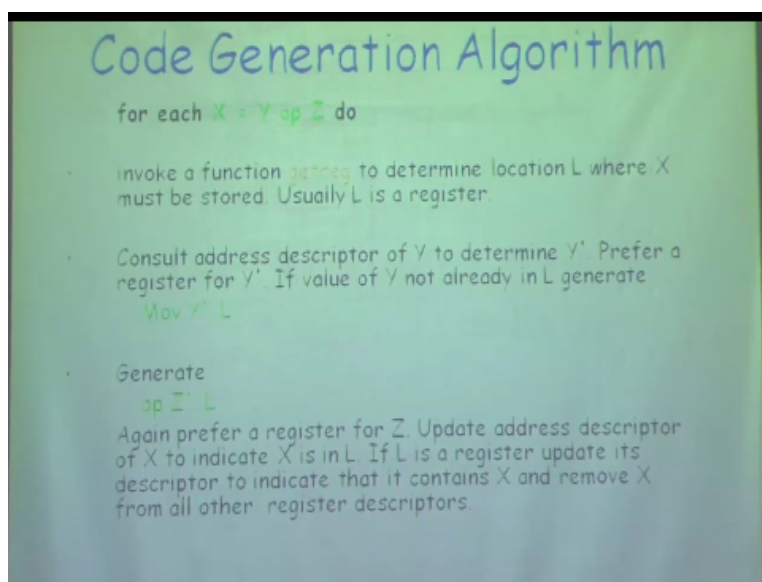 Code Generation Algorithm
for each X = Y op Z do
invoke a function getreg to determine location L where X
must be stored. Usually L is a register.
Consult address descriptor of Y to determine Y'. Prefer a
register for Y'. If value of Y not already in L generate
Mov Y' L
Generate
op Z' L
Again prefer a register for Z. Update address descriptor
of X to indicate X is in L. If L is a register update its
descriptor to indicate that it contains X and remove X
from all other register descriptors.